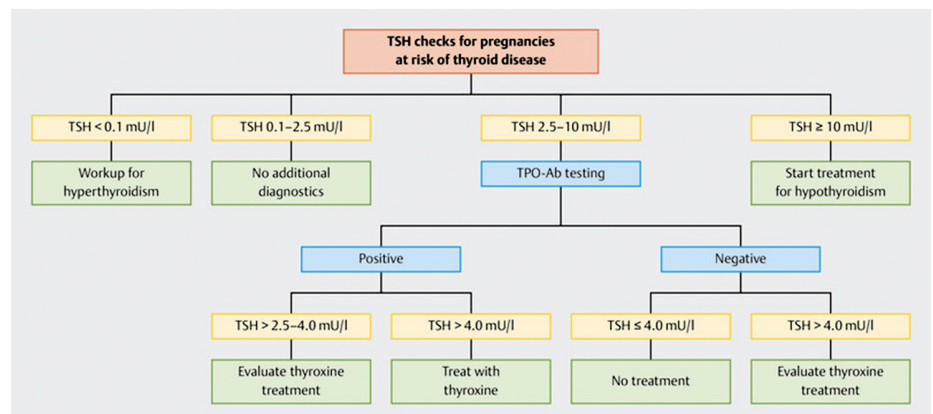 TSH checks for pregnancies
at risk of thyroid disease
TSH < 0.1 mU/l
TSH 0.1–2.5 mU/l
TSH 2.5–10 mU/l
TSH ≥ 10 mU/l
Workup for
hyperthyroidism
No additional
diagnostics
TPO-Ab testing
Start treatment
for hypothyroidism
Positive
Negative
TSH > 2.5–4.0 mU/l
TSH > 4.0 mU/l
TSH ≤ 4.0 mU/l
TSH > 4.0 mU/l
Evaluate thyroxine
treatment
Treat with
thyroxine
No treatment
Evaluate thyroxine
treatment